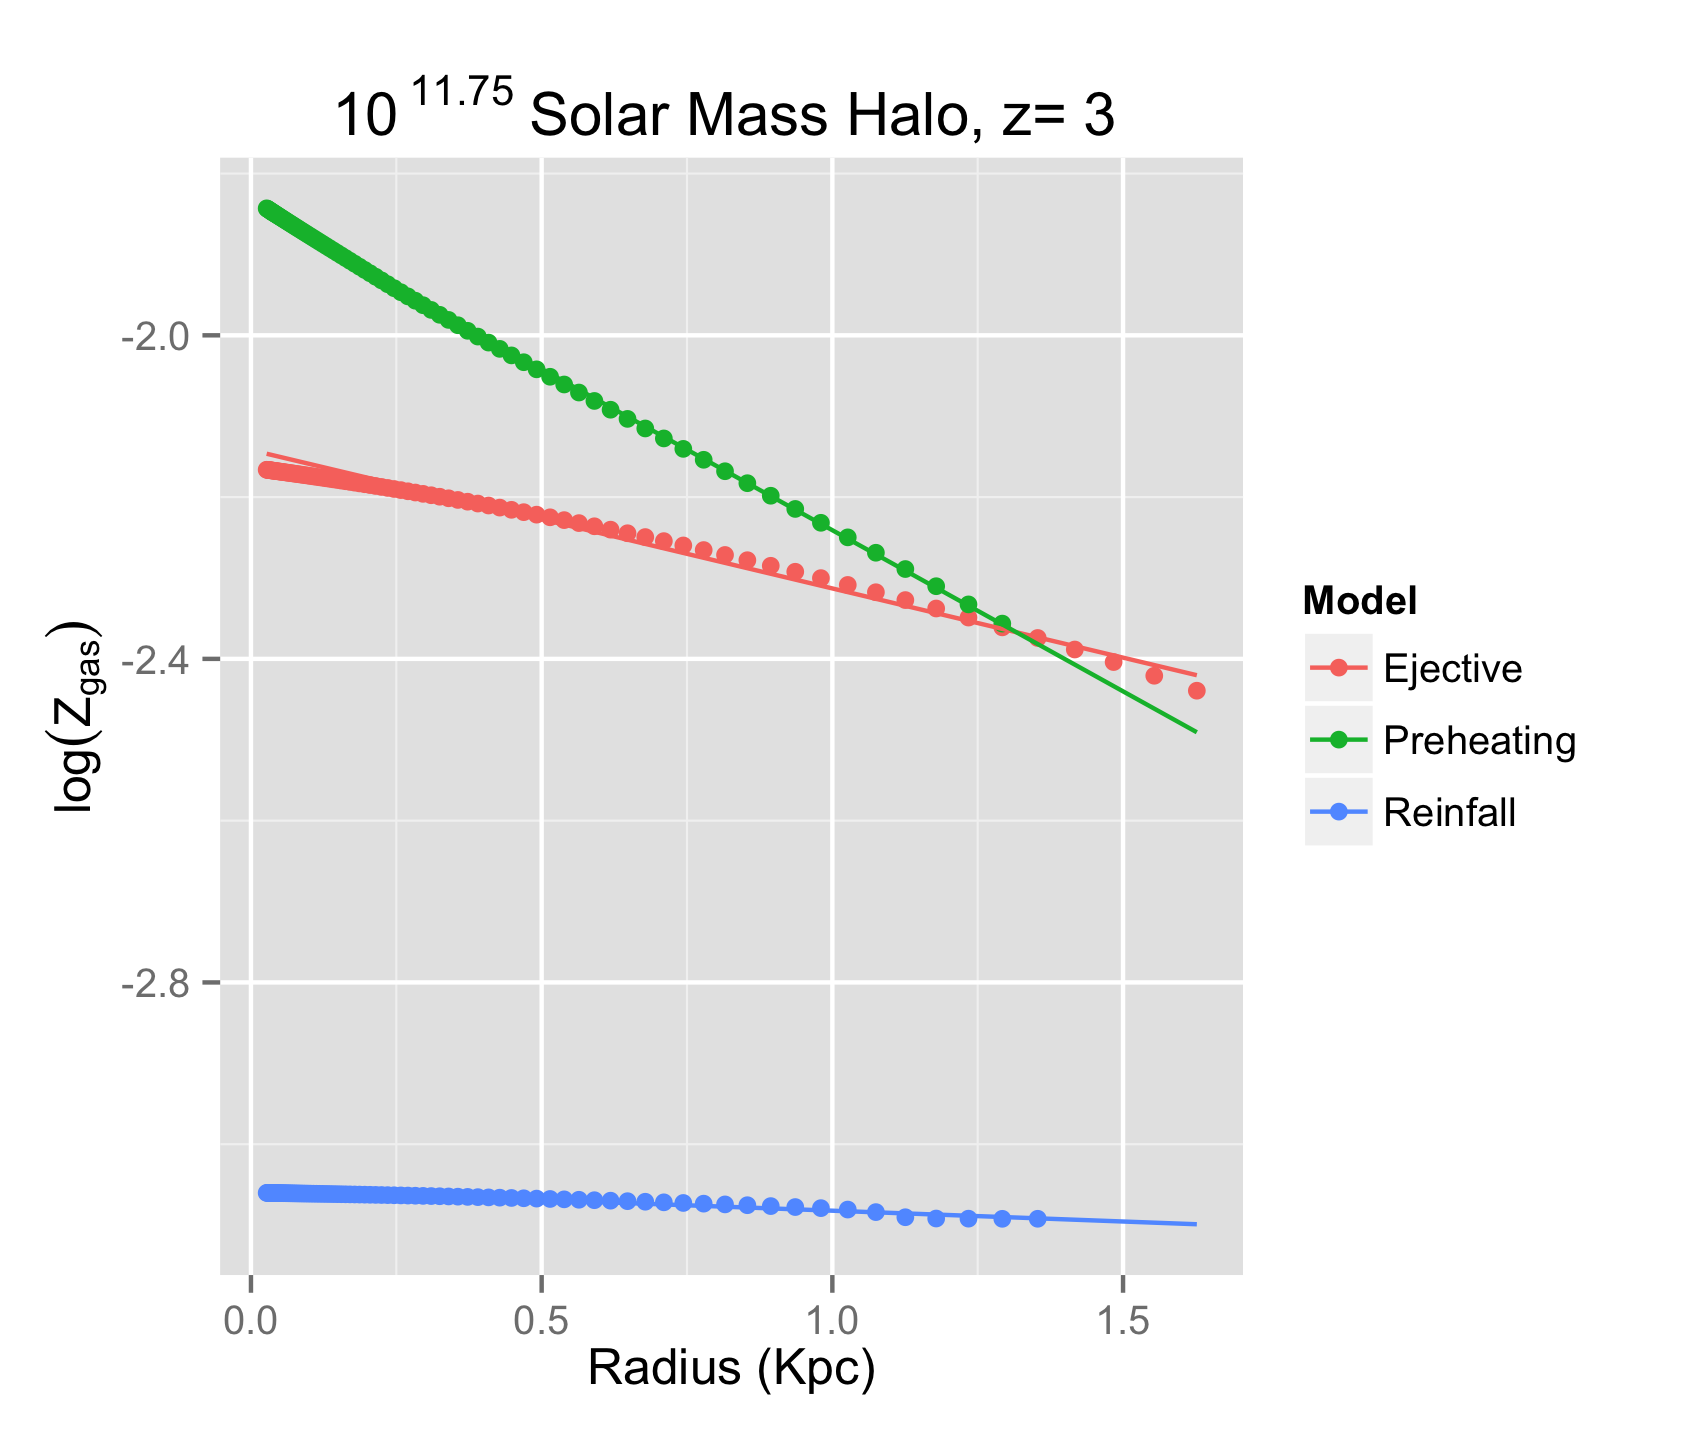 10 11.75 Solar Mass Halo, z= 3
-2.0
-2.4
-2.8
log(Zgas)
0.0 0.5 1.0 1.5
Radius (Kpc)
Model
Ejective
Preheating
Reinfall